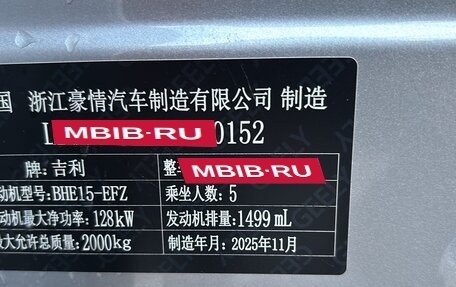 国 浙江豪情汽车制造有限公司 制造
L MBIB.RU 0152
牌:吉利 整 MBIB.RU
动机型号:BHE15-EFZ 乘坐人数:5
动机最大净功率:128kW 发动机排量:1499mL
最大允许总质量:2000kg 制造年月:2025年11月